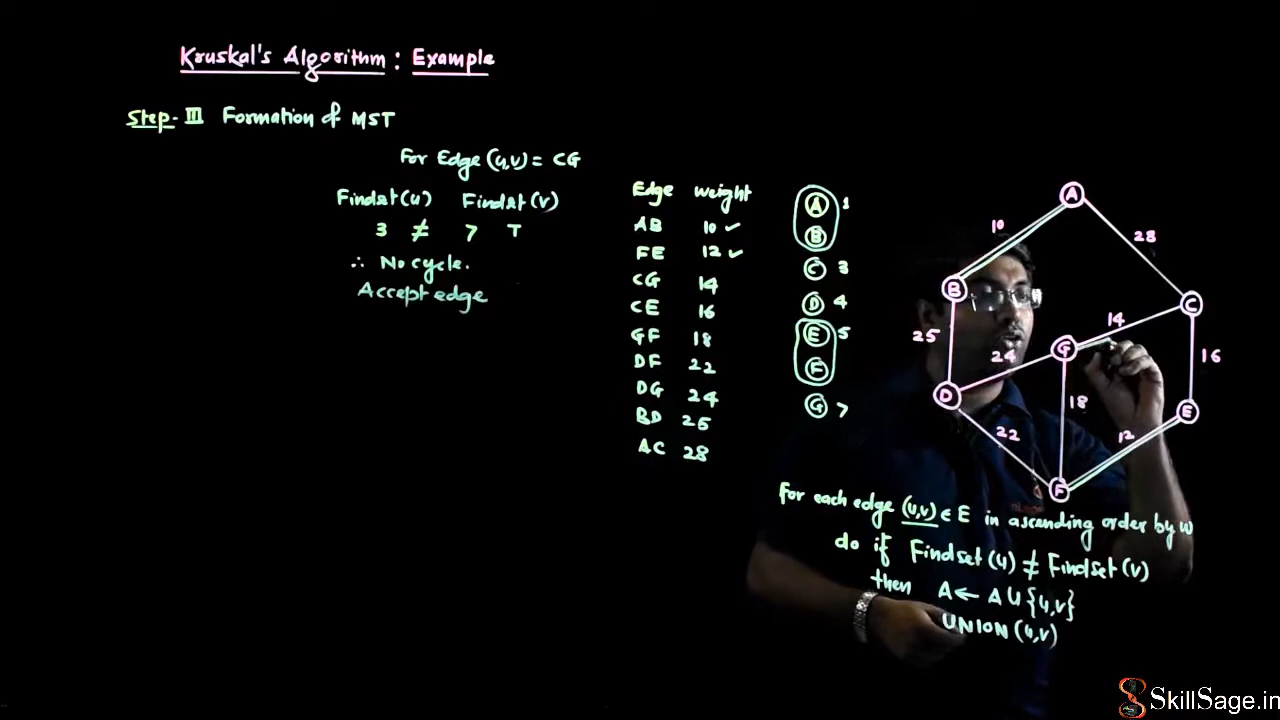 Kruskal's Algorithm : Example
Step-III Formation of MST
For Edge (u,v) = CG
Findset(u) Findset(v)
3 ≠ 7 T
∴ No cycle.
Accept edge
Edge weight
AB 10 ✓
FE 12 ✓
CG 14
CE 16
GF 18
DF 22
DG 24
BD 25
AC 28
A 1
B
C 3
D 4
E 5
F
G 7
A
10
28
B
C
14
25
24
G
16
D
18
E
22
12
F
For each edge (u,v) ∈ E in ascending order by w
do if Findset(u) ≠ Findset(v)
then A ← A ∪ {u,v}
UNION (u,v)
SkillSage.in